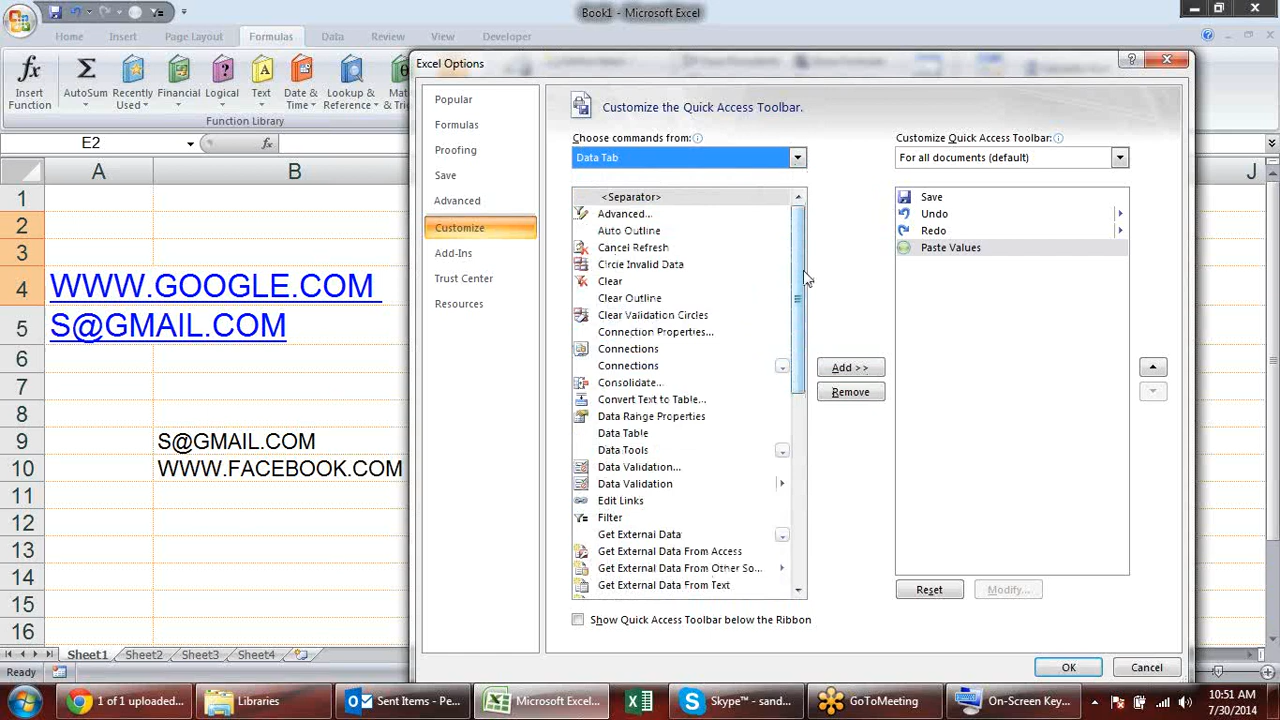 Book1 - Microsoft Excel
Home Insert Page Layout Formulas Data Review View Developer
Insert Function
AutoSum
Recently Used
Financial
Logical
Text
Date & Time
Lookup & Reference
Math & Tri
Function Library
E2
fx
A B J
1
2
3
4 WWW.GOOGLE.COM
5 S@GMAIL.COM
6
7
8
9 S@GMAIL.COM
10 WWW.FACEBOOK.COM
11
12
13
14
15
16
Sheet1 Sheet2 Sheet3 Sheet4
Ready
Excel Options
Popular
Formulas
Proofing
Save
Advanced
Customize
Add-Ins
Trust Center
Resources
Customize the Quick Access Toolbar.
Choose commands from:
Data Tab
<Separator>
Advanced...
Auto Outline
Cancel Refresh
Circle Invalid Data
Clear
Clear Outline
Clear Validation Circles
Connection Properties...
Connections
Connections
Consolidate...
Convert Text to Table...
Data Range Properties
Data Table
Data Tools
Data Validation...
Data Validation
Edit Links
Filter
Get External Data
Get External Data From Access
Get External Data From Other So...
Get External Data From Text
Show Quick Access Toolbar below the Ribbon
Add >>
Remove
Customize Quick Access Toolbar:
For all documents (default)
Save
Undo
Redo
Paste Values
Reset Modify...
OK Cancel
1 of 1 uploaded... Libraries Sent Items - Pe... Microsoft Excel... Skype™ - sand... GoToMeeting On-Screen Key...
10:51 AM
7/30/2014